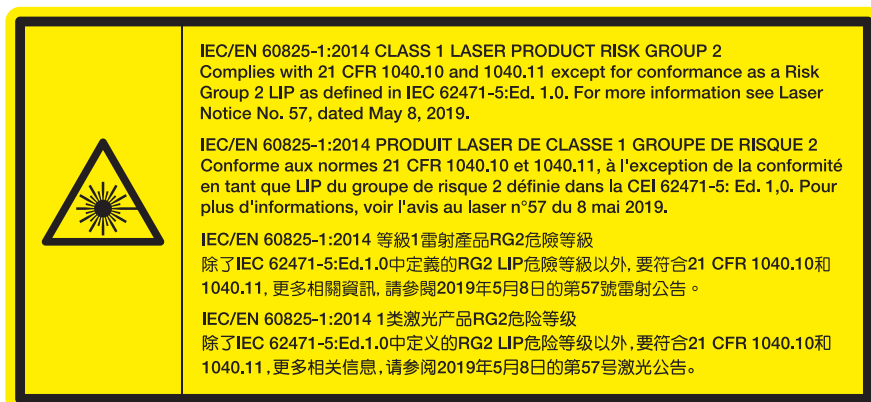 IEC/EN 60825-1:2014 CLASS 1 LASER PRODUCT RISK GROUP 2
Complies with 21 CFR 1040.10 and 1040.11 except for conformance as a Risk
Group 2 LIP as defined in IEC 62471-5:Ed. 1.0. For more information see Laser
Notice No. 57, dated May 8, 2019.
IEC/EN 60825-1:2014 PRODUIT LASER DE CLASSE 1 GROUPE DE RISQUE 2
Conforme aux normes 21 CFR 1040.10 et 1040.11, à l'exception de la conformité
en tant que LIP du groupe de risque 2 définie dans la CEI 62471-5: Ed. 1,0. Pour
plus d'informations, voir l'avis au laser n°57 du 8 mai 2019.
IEC/EN 60825-1:2014 等級1雷射產品RG2危險等級
除了IEC 62471-5:Ed.1.0中定義的RG2 LIP危險等級以外, 要符合21 CFR 1040.10和
1040.11, 更多相關資訊, 請參閱2019年5月8日的第57號雷射公告。
IEC/EN 60825-1:2014 1类激光产品RG2危险等级
除了IEC 62471-5:Ed.1.0中定义的RG2 LIP危险等级以外, 要符合21 CFR 1040.10和
1040.11, 更多相关信息, 请参阅2019年5月8日的第57号激光公告。